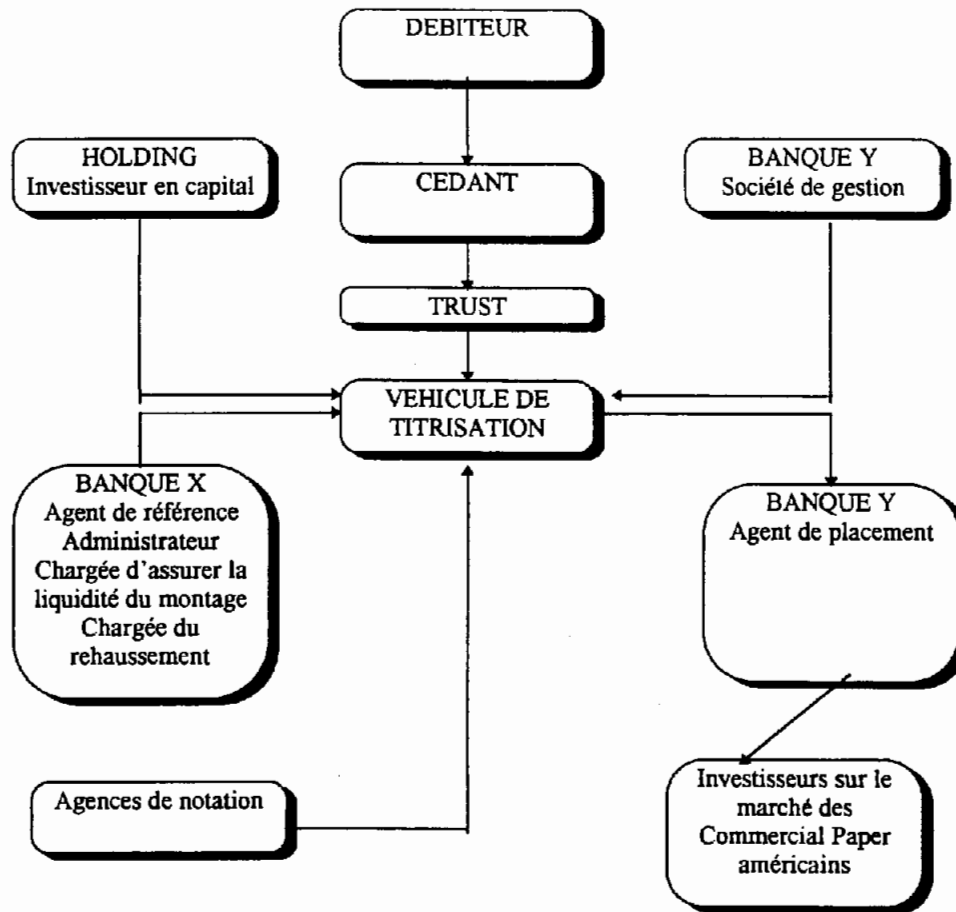 DEBITEUR
HOLDING
Investisseur en capital
CEDANT
BANQUE Y
Société de gestion
TRUST
VEHICULE DE
TITRISATION
BANQUE X
Agent de référence
Administrateur
Chargée d'assurer la
liquidité du montage
Chargée du
rehaussement
BANQUE Y
Agent de placement
Agences de notation
Investisseurs sur le
marché des
Commercial Paper
américains